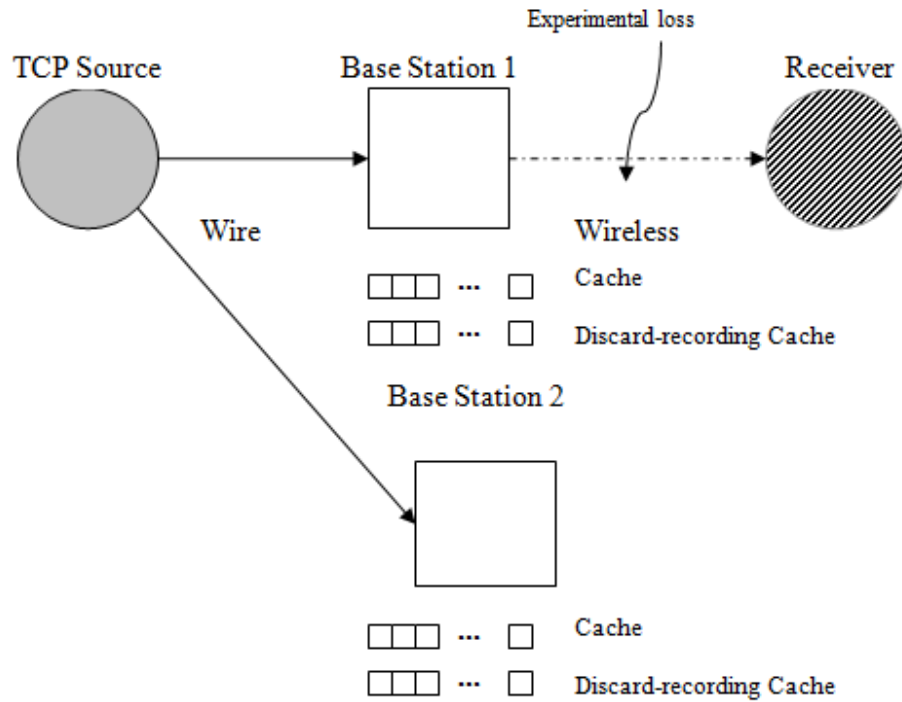 Experimental loss
TCP Source
Base Station 1
Receiver
Wire
Wireless
...
Cache
...
Discard-recording Cache
Base Station 2
...
Cache
...
Discard-recording Cache